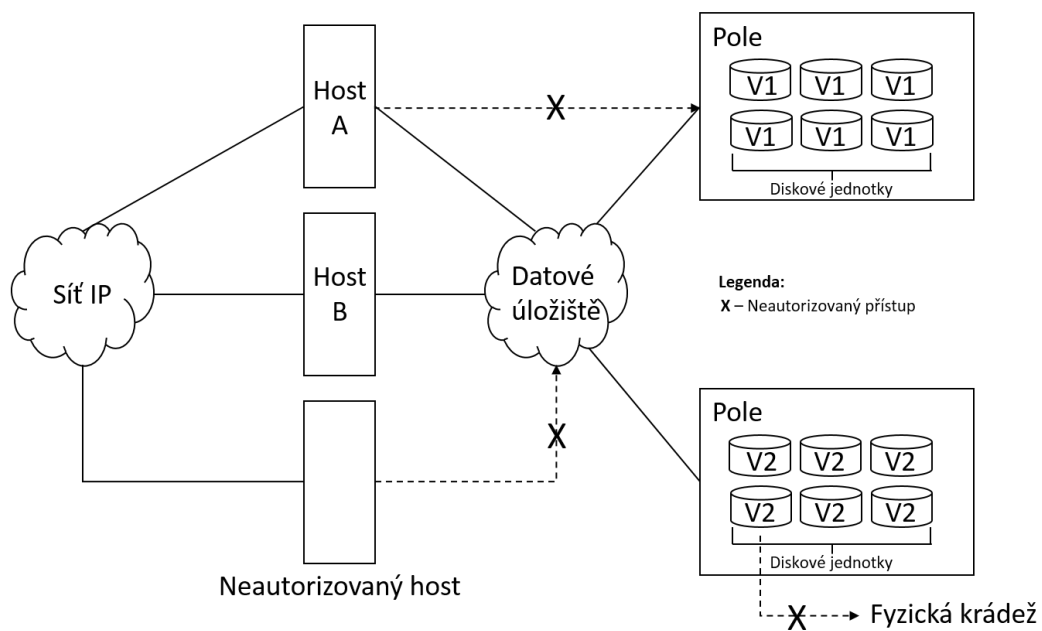 Pole
V1 V1 V1
V1 V1 V1
Diskové jednotky
Host
A
X
Síť IP
Host
B
Datové
úložiště
Legenda:
X – Neautorizovaný přístup
X
Neautorizovaný host
Pole
V2 V2 V2
V2 V2 V2
Diskové jednotky
X
Fyzická krádež